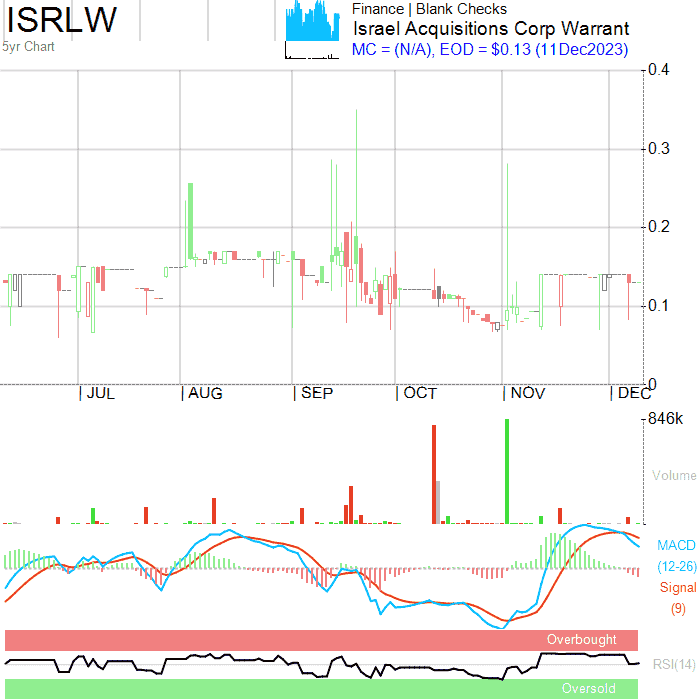 ISRLW
5yr Chart
Finance | Blank Checks
Israel Acquisitions Corp Warrant
MC = (N/A), EOD = $0.13 (11Dec2023)
0.4
0.3
0.2
0.1
0
| JUL | AUG | SEP | OCT | NOV | DEC
846k
Volume
MACD
(12-26)
Signal
(9)
Overbought
RSI(14)
Oversold